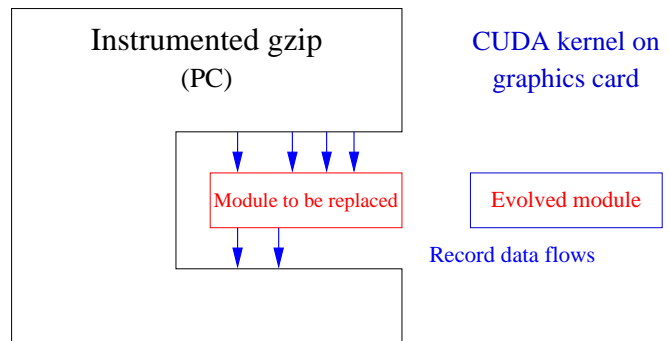 Instrumented gzip
(PC)
CUDA kernel on
graphics card
Module to be replaced
Evolved module
Record data flows